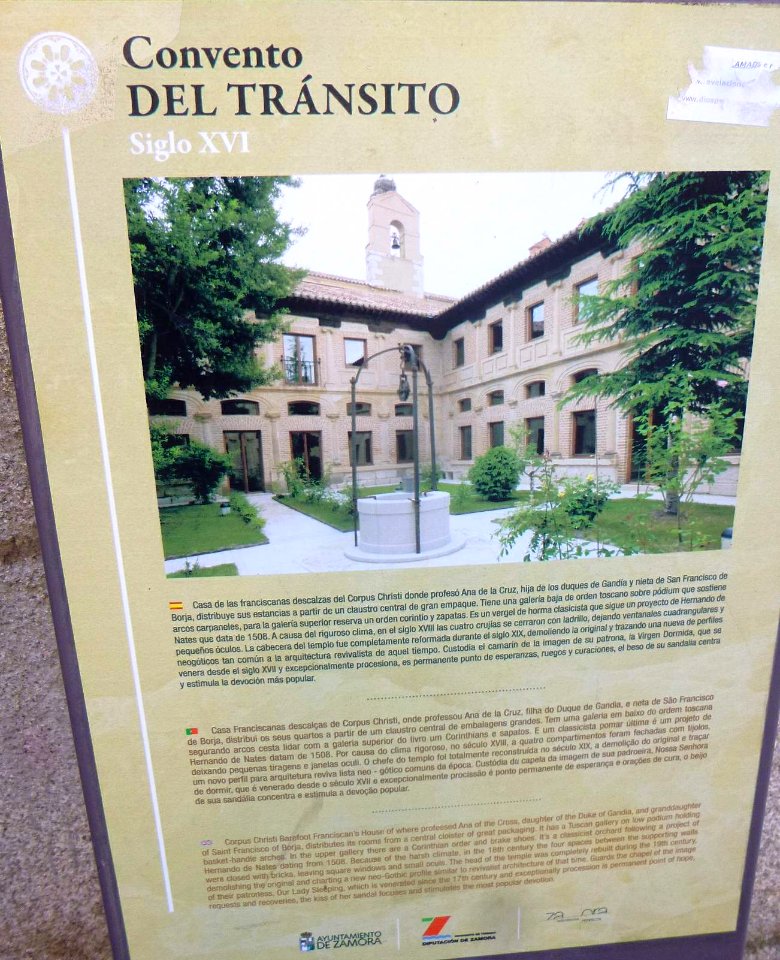 Convento
DEL TRÁNSITO
Siglo XVI
AMADS
evelacion
Casa de las franciscanas descalzas del Corpus Christi donde profesó Ana de la Cruz, hija de los duques de Gandía y nieta de San Francisco de
Borja, distribuye sus estancias a partir de un claustro central de gran empaque. Tiene una galería baja de orden toscano sobre pódium que sostiene
arcos carpaneles, para la galería superior reserva un orden corintio y zapatas. Es un vergel de horma clasicista que sigue un proyecto de Hernando de
Nates que data de 1508. A causa del riguroso clima, en el siglo XVIII las cuatro crujías se cerraron con ladrillo, dejando ventanales cuadrangulares y
pequeños óculos. La cabecera del templo fue completamente reformada durante el siglo XIX, demoliendo la original y trazando una nueva de perfiles
neogóticos tan común a la arquitectura revivalista de aquel tiempo. Custodia el camarín de la imagen de su patrona, la Virgen Dormida, que se
venera desde el siglo XVII y excepcionalmente procesiona, es permanente punto de esperanzas, ruegos y curaciones, el beso de su sandalia centra
y estimula la devoción más popular.
Casa Franciscanas descalças de Corpus Christi, onde professou Ana de la Cruz, filha do Duque de Gandia, e neta de São Francisco
de Borja, distribui os seus quartos a partir de um claustro central de embalagens grandes. Tem uma galeria em baixo do ordem toscana
segurando arcos cesta lidar com a galeria superior do livro um Corinthians e sapatos. E um classicista pomar última é um projeto de
Hernando de Nates datam de 1508. Por causa do clima rigoroso, no século XVIII, a quatro compartimentos foram fechadas com tijolos,
deixando pequenas tiragens e janelas oculi. O chefe do templo foi totalmente reconstruída no século XIX, a demolição do original e traçar
um novo perfil para arquitetura reviva lista neo - gótico comuns da época. Custódia du capela da imagem de sua padroeira, Nossa Senhora
de dormir, que é venerado desde o século XVII e excepcionalmente procissão é ponto permanente de esperança e orações de cura, o beijo
de sua sandália concentra e estimula a devoção popular.
Corpus Christi Barefoot Franciscan's House of where profeesed Ana of the Cross, daughter of the Duke of Gandia, and granddaughter
of Saint Francisco of Borja, distributes its rooms from a central cloister of great packaging. It has a Tuscan gallery on low podium holding
basket-handle arches. In the upper gallery there are a Corinthian order and brake shoes. It's a classicist orchard following a project of
Hernando de Nates dating from 1508. Because of the harsh climate, in the 18th century the four spaces between the supporting walls
were closed with bricks, leaving square windows and small oculi. The head of the temple was completely rebuild during the 19th century,
demolishing the original and charting a new neo-Gothic profile similar to revivalist architecture of that time. Guards the chapel of the image
of their patroness, Our Lady Sleeping, which is venerated since the 17th century and exceptionally procession is permanent point of hope,
requests and recoveries, the kiss of her sandal focuses and stimulates the most popular devotion.
AYUNTAMIENTO
DE ZAMORA
DIPUTACIÓN DE ZAMORA